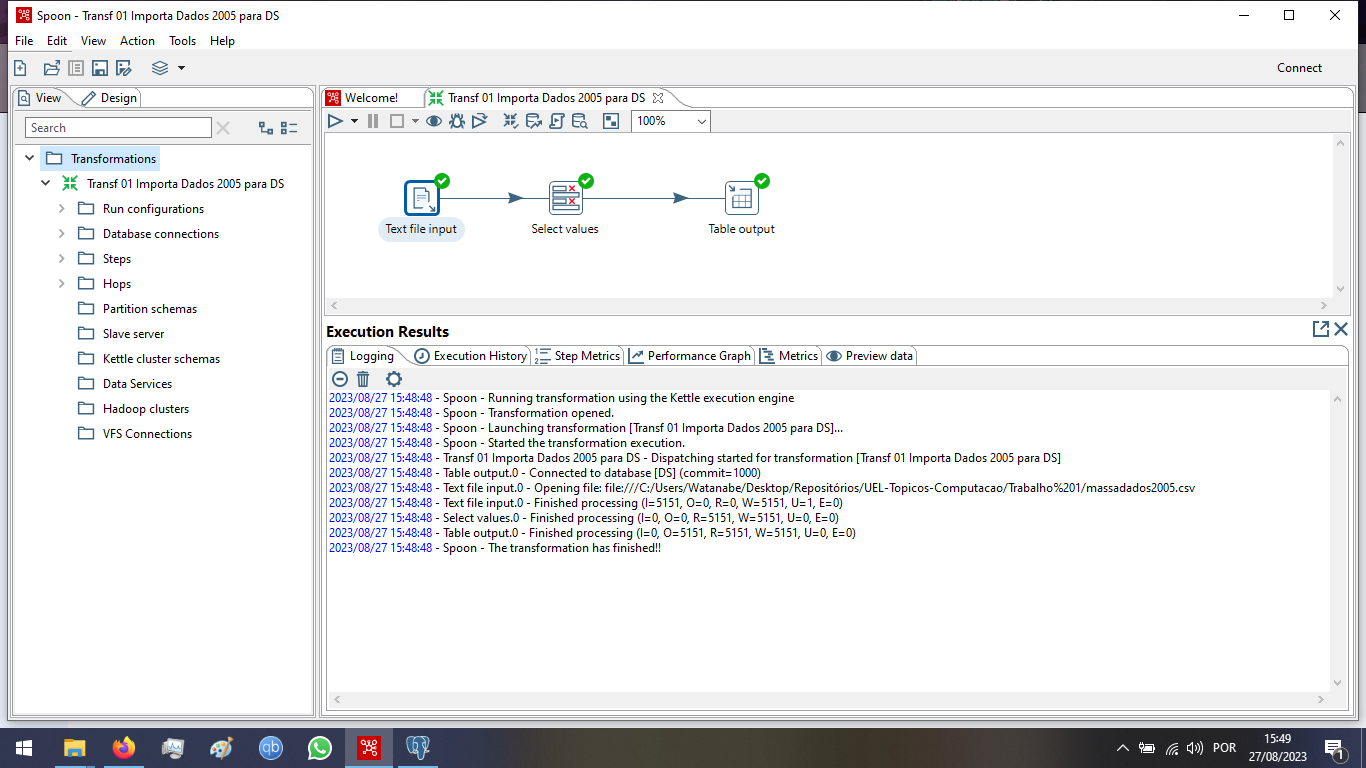 Spoon - Transf 01 Importa Dados 2005 para DS
File Edit View Action Tools Help
Connect
View Design
Search
Transformations
Transf 01 Importa Dados 2005 para DS
Run configurations
Database connections
Steps
Hops
Partition schemas
Slave server
Kettle cluster schemas
Data Services
Hadoop clusters
VFS Connections
Welcome! Transf 01 Importa Dados 2005 para DS
100%
Text file input Select values Table output
Execution Results
Logging Execution History Step Metrics Performance Graph Metrics Preview data
2023/08/27 15:48:48 - Spoon - Running transformation using the Kettle execution engine
2023/08/27 15:48:48 - Spoon - Transformation opened.
2023/08/27 15:48:48 - Spoon - Launching transformation [Transf 01 Importa Dados 2005 para DS]...
2023/08/27 15:48:48 - Spoon - Started the transformation execution.
2023/08/27 15:48:48 - Transf 01 Importa Dados 2005 para DS - Dispatching started for transformation [Transf 01 Importa Dados 2005 para DS]
2023/08/27 15:48:48 - Table output.0 - Connected to database [DS] (commit=1000)
2023/08/27 15:48:48 - Text file input.0 - Opening file: file:///C:/Users/Watanabe/Desktop/Repositórios/UEL-Topicos-Computacao/Trabalho%201/massadados2005.csv
2023/08/27 15:48:48 - Text file input.0 - Finished processing (I=5151, O=0, R=0, W=5151, U=1, E=0)
2023/08/27 15:48:48 - Select values.0 - Finished processing (I=0, O=0, R=5151, W=5151, U=0, E=0)
2023/08/27 15:48:48 - Table output.0 - Finished processing (I=0, O=5151, R=5151, W=5151, U=0, E=0)
2023/08/27 15:48:48 - Spoon - The transformation has finished!!
qb
POR
15:49
27/08/2023
1